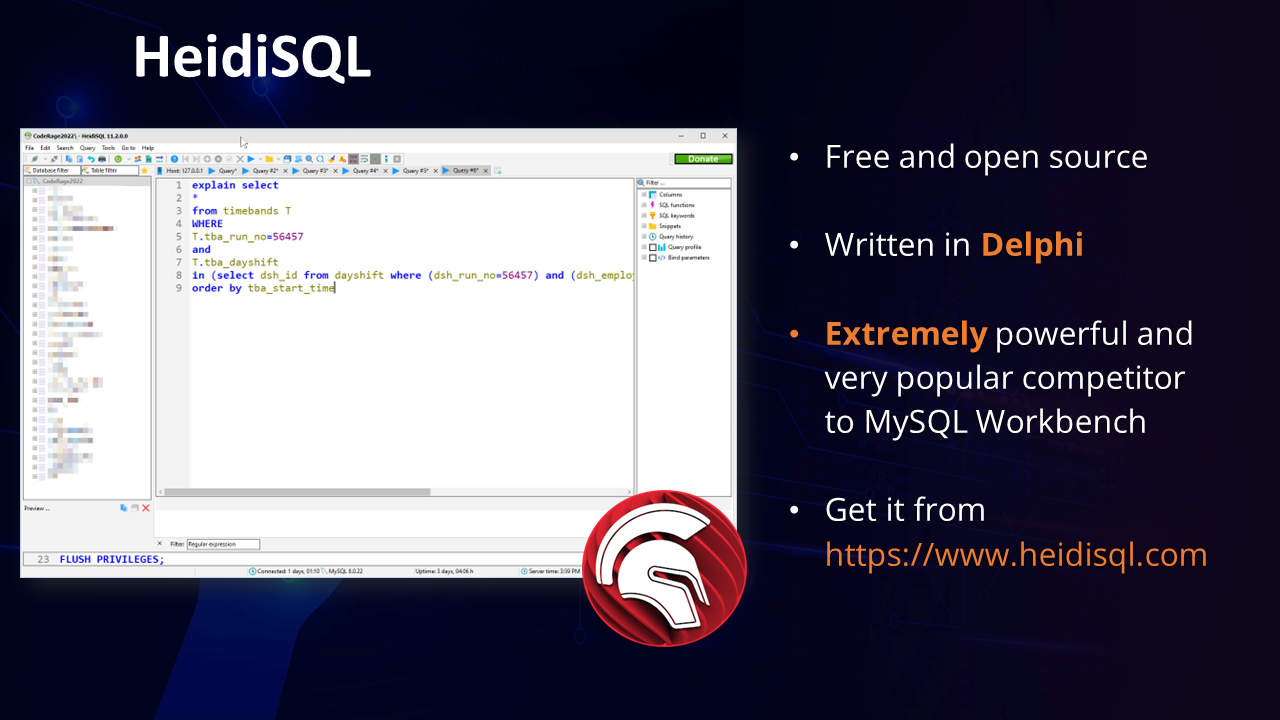 HeidiSQL
CodeRage2022\ - HeidiSQL 11.2.0.0
File Edit Search Query Tools Go to Help
Donate
Database filter Table filter Host: 127.0.0.1 Query* Query #2* Query #3* Query #4* Query #5* Query #6*
CodeRage2022
1 explain select
2 *
3 from timebands T
4 WHERE
5 T.tba_run_no=56457
6 and
7 T.tba_dayshift
8 in (select dsh_id from dayshift where (dsh_run_no=56457) and (dsh_emplo
9 order by tba_start_time
Filter ...
Columns
SQL functions
SQL keywords
Snippets
Query history
Query profile
Bind parameters
Preview ...
Filter: Regular expression
23 FLUSH PRIVILEGES;
Connected: 1 days, 01:10 MySQL 8.0.22 Uptime: 3 days, 04:06 h Server time: 3:59 PM
• Free and open source
• Written in Delphi
• Extremely powerful and
very popular competitor
to MySQL Workbench
• Get it from
https://www.heidisql.com